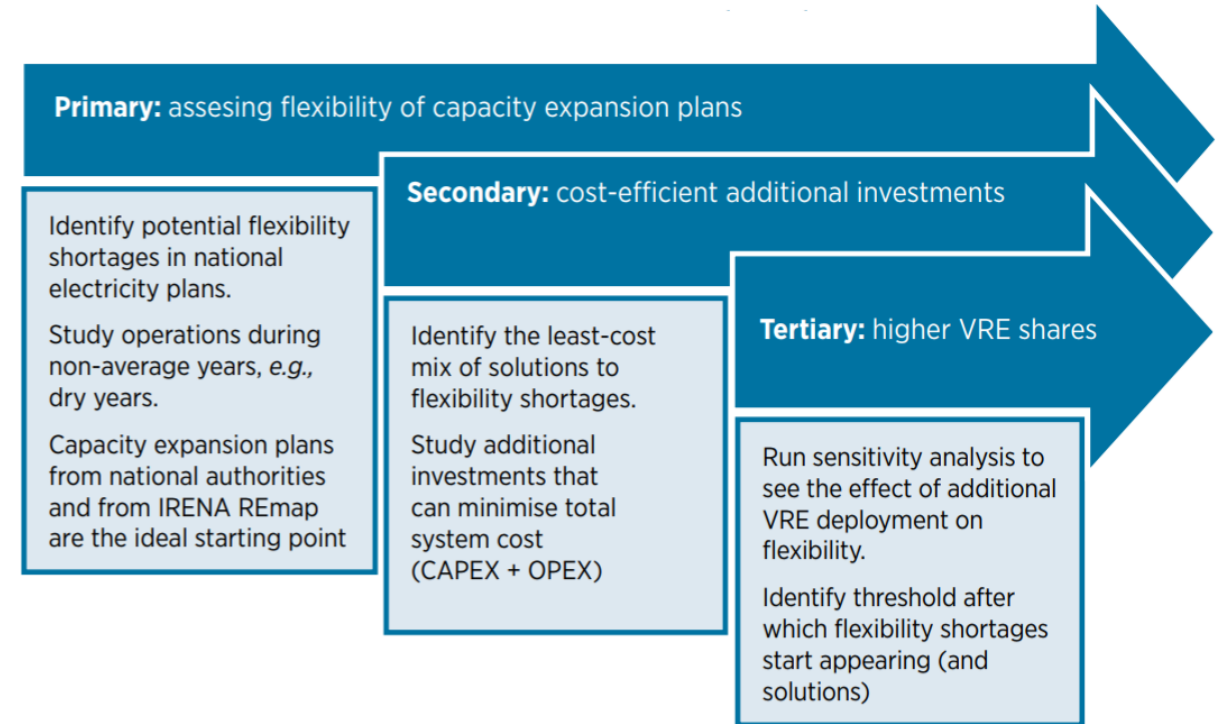 Primary: assesing flexibility of capacity expansion plans
Identify potential flexibility
shortages in national
electricity plans.
Study operations during
non-average years, e.g.,
dry years.
Capacity expansion plans
from national authorities
and from IRENA REmap
are the ideal starting point
Secondary: cost-efficient additional investments
Identify the least-cost
mix of solutions to
flexibility shortages.
Study additional
investments that
can minimise total
system cost
(CAPEX + OPEX)
Tertiary: higher VRE shares
Run sensitivity analysis to
see the effect of additional
VRE deployment on
flexibility.
Identify threshold after
which flexibility shortages
start appearing (and
solutions)